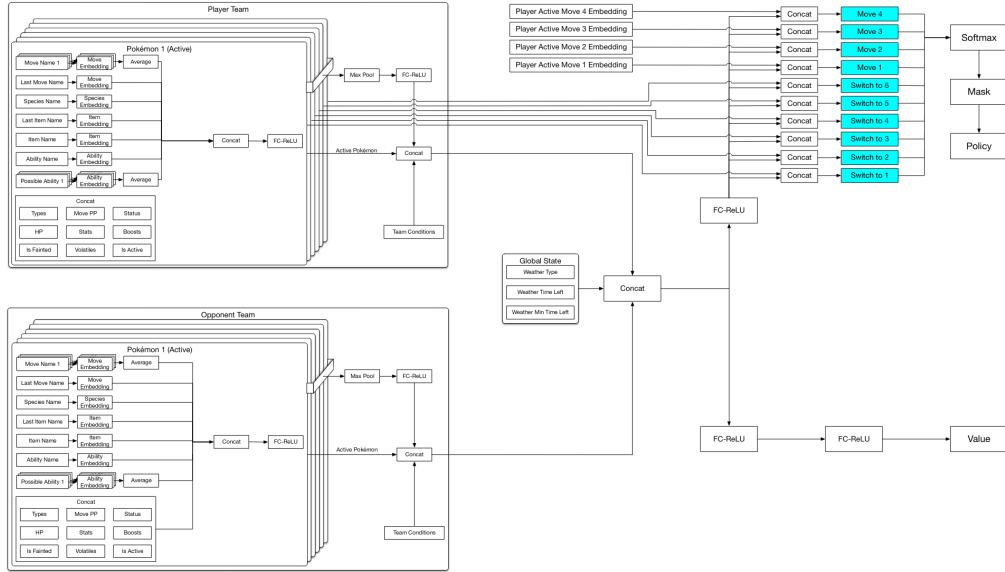 Player Team
Pokémon 1 (Active)
Move Name 1
Move
Embedding
Average
Last Move Name
Move
Embedding
Species Name
Species
Embedding
Last Item Name
Item
Embedding
Item Name
Item
Embedding
Ability Name
Ability
Embedding
Possible Ability 1
Ability
Embedding
Average
Concat
FC-ReLU
Concat
Types
Move PP
Status
HP
Stats
Boosts
Is Fainted
Volatiles
Is Active
Max Pool
FC-ReLU
Active Pokémon
Concat
Team Conditions
Opponent Team
Pokémon 1 (Active)
Move Name 1
Move
Embedding
Average
Last Move Name
Move
Embedding
Species Name
Species
Embedding
Last Item Name
Item
Embedding
Item Name
Item
Embedding
Ability Name
Ability
Embedding
Possible Ability 1
Ability
Embedding
Average
Concat
FC-ReLU
Concat
Types
Move PP
Status
HP
Stats
Boosts
Is Fainted
Volatiles
Is Active
Max Pool
FC-ReLU
Active Pokémon
Concat
Team Conditions
Global State
Weather Type
Weather Time Left
Weather Min Time Left
Concat
Player Active Move 4 Embedding
Player Active Move 3 Embedding
Player Active Move 2 Embedding
Player Active Move 1 Embedding
Concat
Move 4
Concat
Move 3
Concat
Move 2
Concat
Move 1
Concat
Switch to 6
Concat
Switch to 5
Concat
Switch to 4
Concat
Switch to 3
Concat
Switch to 2
Concat
Switch to 1
Softmax
Mask
Policy
FC-ReLU
FC-ReLU
FC-ReLU
Value